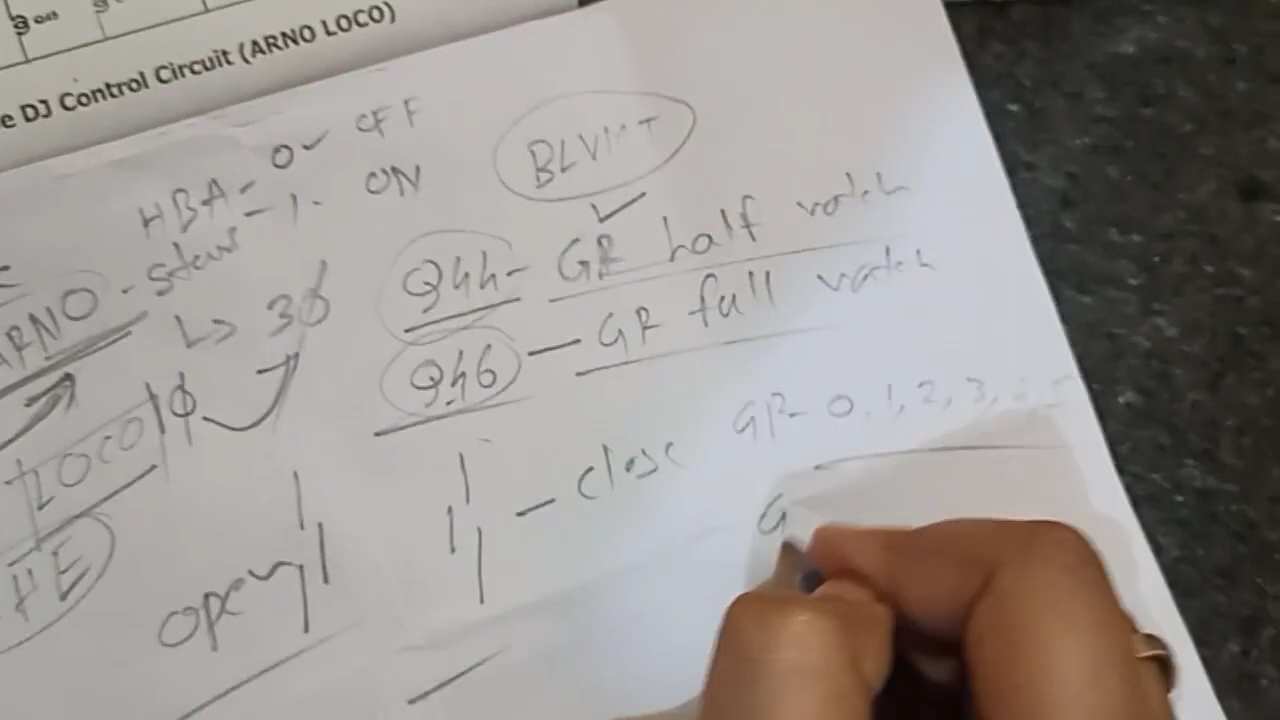 e DJ Control Circuit (ARNO LOCO)
HBA - 0 ✓ OFF
- 1. ON
BLVMT
ARNO - 
↳ 3ϕ
Q44 - GR half notch
Q46 - GR full notch
LOCO 1ϕ
HE
open
- close GR - 0, 1, 2, 3,
G